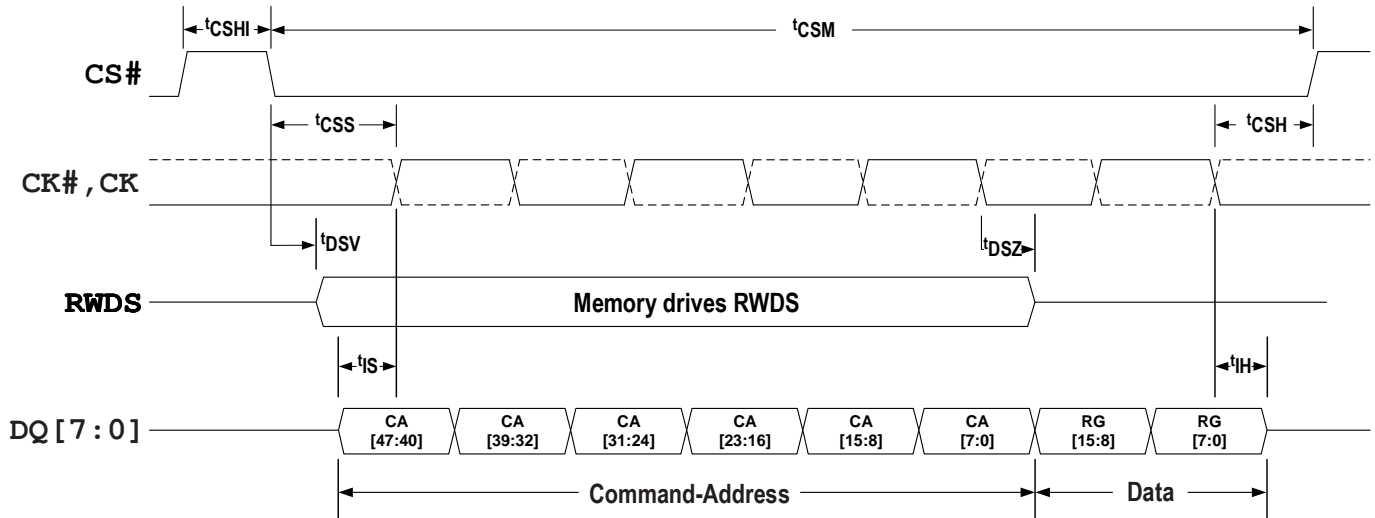 tCSHI
tCSM
CS#
tCSS
tCSH
CK#,CK
tDSV
tDSZ
RWDS
Memory drives RWDS
tIS
tIH
DQ[7:0]
CA
[47:40]
CA
[39:32]
CA
[31:24]
CA
[23:16]
CA
[15:8]
CA
[7:0]
RG
[15:8]
RG
[7:0]
Command-Address
Data